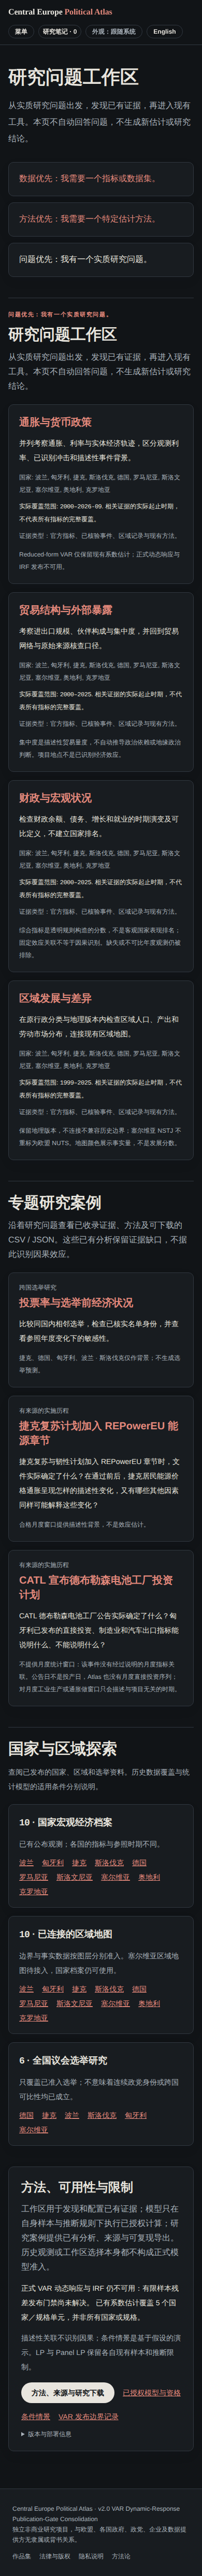 Central Europe Political Atlas
菜单
研究笔记 · 0
外观：跟随系统
English
研究问题工作区
从实质研究问题出发，发现已有证据，再进入现有工具。本页不自动回答问题，不生成新估计或研究结论。
数据优先：我需要一个指标或数据集。
方法优先：我需要一个特定估计方法。
问题优先：我有一个实质研究问题。
问题优先：我有一个实质研究问题。
研究问题工作区
从实质研究问题出发，发现已有证据，再进入现有工具。本页不自动回答问题，不生成新估计或研究结论。
通胀与货币政策
并列考察通胀、利率与实体经济轨迹，区分观测利率、已识别冲击和描述性事件背景。
国家: 波兰, 匈牙利, 捷克, 斯洛伐克, 德国, 罗马尼亚, 斯洛文尼亚, 塞尔维亚, 奥地利, 克罗地亚
实际覆盖范围: 2000–2026-09. 相关证据的实际起止时期，不代表所有指标的完整覆盖。
证据类型：官方指标、已核验事件、区域记录与现有方法。
Reduced-form VAR 仅保留现有系数估计；正式动态响应与 IRF 发布不可用。
贸易结构与外部暴露
考察进出口规模、伙伴构成与集中度，并回到贸易网络与原始来源核查口径。
国家: 波兰, 匈牙利, 捷克, 斯洛伐克, 德国, 罗马尼亚, 斯洛文尼亚, 塞尔维亚, 奥地利, 克罗地亚
实际覆盖范围: 2000–2025. 相关证据的实际起止时期，不代表所有指标的完整覆盖。
证据类型：官方指标、已核验事件、区域记录与现有方法。
集中度是描述性贸易量度，不自动推导政治依赖或地缘政治判断。项目地点不是已识别经济效应。
财政与宏观状况
检查财政余额、债务、增长和就业的时期演变及可比定义，不建立国家排名。
国家: 波兰, 匈牙利, 捷克, 斯洛伐克, 德国, 罗马尼亚, 斯洛文尼亚, 塞尔维亚, 奥地利, 克罗地亚
实际覆盖范围: 2000–2025. 相关证据的实际起止时期，不代表所有指标的完整覆盖。
证据类型：官方指标、已核验事件、区域记录与现有方法。
综合指标是透明规则构造的分数，不是客观国家表现排名；固定效应关联不等于因果识别。缺失或不可比年度观测仍被排除。
区域发展与差异
在原行政分类与地理版本内检查区域人口、产出和劳动市场分布，连接现有区域地图。
国家: 波兰, 匈牙利, 捷克, 斯洛伐克, 德国, 罗马尼亚, 斯洛文尼亚, 塞尔维亚, 奥地利, 克罗地亚
实际覆盖范围: 1999–2025. 相关证据的实际起止时期，不代表所有指标的完整覆盖。
证据类型：官方指标、已核验事件、区域记录与现有方法。
保留地理版本，不连接不兼容历史边界；塞尔维亚 NSTJ 不重标为欧盟 NUTS。地图颜色展示事实量，不是发展分数。
专题研究案例
沿着研究问题查看已收录证据、方法及可下载的 CSV / JSON。这些已有分析保留证据缺口，不据此识别因果效应。
跨国选举研究
投票率与选举前经济状况
比较同国内相邻选举，检查已核实名单身份，并查看参照年度变化下的敏感性。
捷克、德国、匈牙利、波兰 · 斯洛伐克仅作背景；不生成选举预测。
有来源的实施历程
捷克复苏计划加入 REPowerEU 能源章节
捷克复苏与韧性计划加入 REPowerEU 章节时，文件实际确定了什么？在通过前后，捷克居民能源价格通胀呈现怎样的描述性变化，又有哪些其他因素同样可能解释这些变化？
合格月度窗口提供描述性背景，不是效应估计。
有来源的实施历程
CATL 宣布德布勒森电池工厂投资计划
CATL 德布勒森电池工厂公告实际确定了什么？匈牙利已发布的直接投资、制造业和汽车出口指标能说明什么、不能说明什么？
不提供月度统计窗口：该事件没有经过说明的月度指标关联。公告日不是投产日，Atlas 也没有月度直接投资序列；对月度工业生产或通胀做窗口只会描述与项目无关的时期。
国家与区域探索
查阅已发布的国家、区域和选举资料。历史数据覆盖与统计模型的适用条件分别说明。
10 · 国家宏观经济档案
已有公布观测；各国的指标与参照时期不同。
波兰 匈牙利 捷克 斯洛伐克 德国
罗马尼亚 斯洛文尼亚 塞尔维亚 奥地利
克罗地亚
10 · 已连接的区域地图
边界与事实数据按图层分别准入。塞尔维亚区域地图待接入，国家档案仍可使用。
波兰 匈牙利 捷克 斯洛伐克 德国
罗马尼亚 斯洛文尼亚 塞尔维亚 奥地利
克罗地亚
6 · 全国议会选举研究
只覆盖已准入选举；不意味着连续政党身份或跨国可比性均已成立。
德国 捷克 波兰 斯洛伐克 匈牙利
塞尔维亚
方法、可用性与限制
工作区用于发现和配置已有证据；模型只在自身样本与推断规则下执行已授权计算；研究案例提供已有分析、来源与可复现导出。历史观测或工作区选择本身都不构成正式模型准入。
正式 VAR 动态响应与 IRF 仍不可用：有限样本残差发布门禁尚未解决。 已有系数估计覆盖 5 个国家／规格单元，并非所有国家或规格。
描述性关联不识别因果；条件情景是基于假设的演示。LP 与 Panel LP 保留各自现有样本和推断限制。
方法、来源与研究下载 已授权模型与资格
条件情景 VAR 发布边界记录
版本与部署信息
Central Europe Political Atlas · v2.0 VAR Dynamic-Response Publication-Gate Consolidation
独立非商业研究项目，与欧盟、各国政府、政党、企业及数据提供方无隶属或背书关系。
作品集 法律与版权 隐私说明 方法论